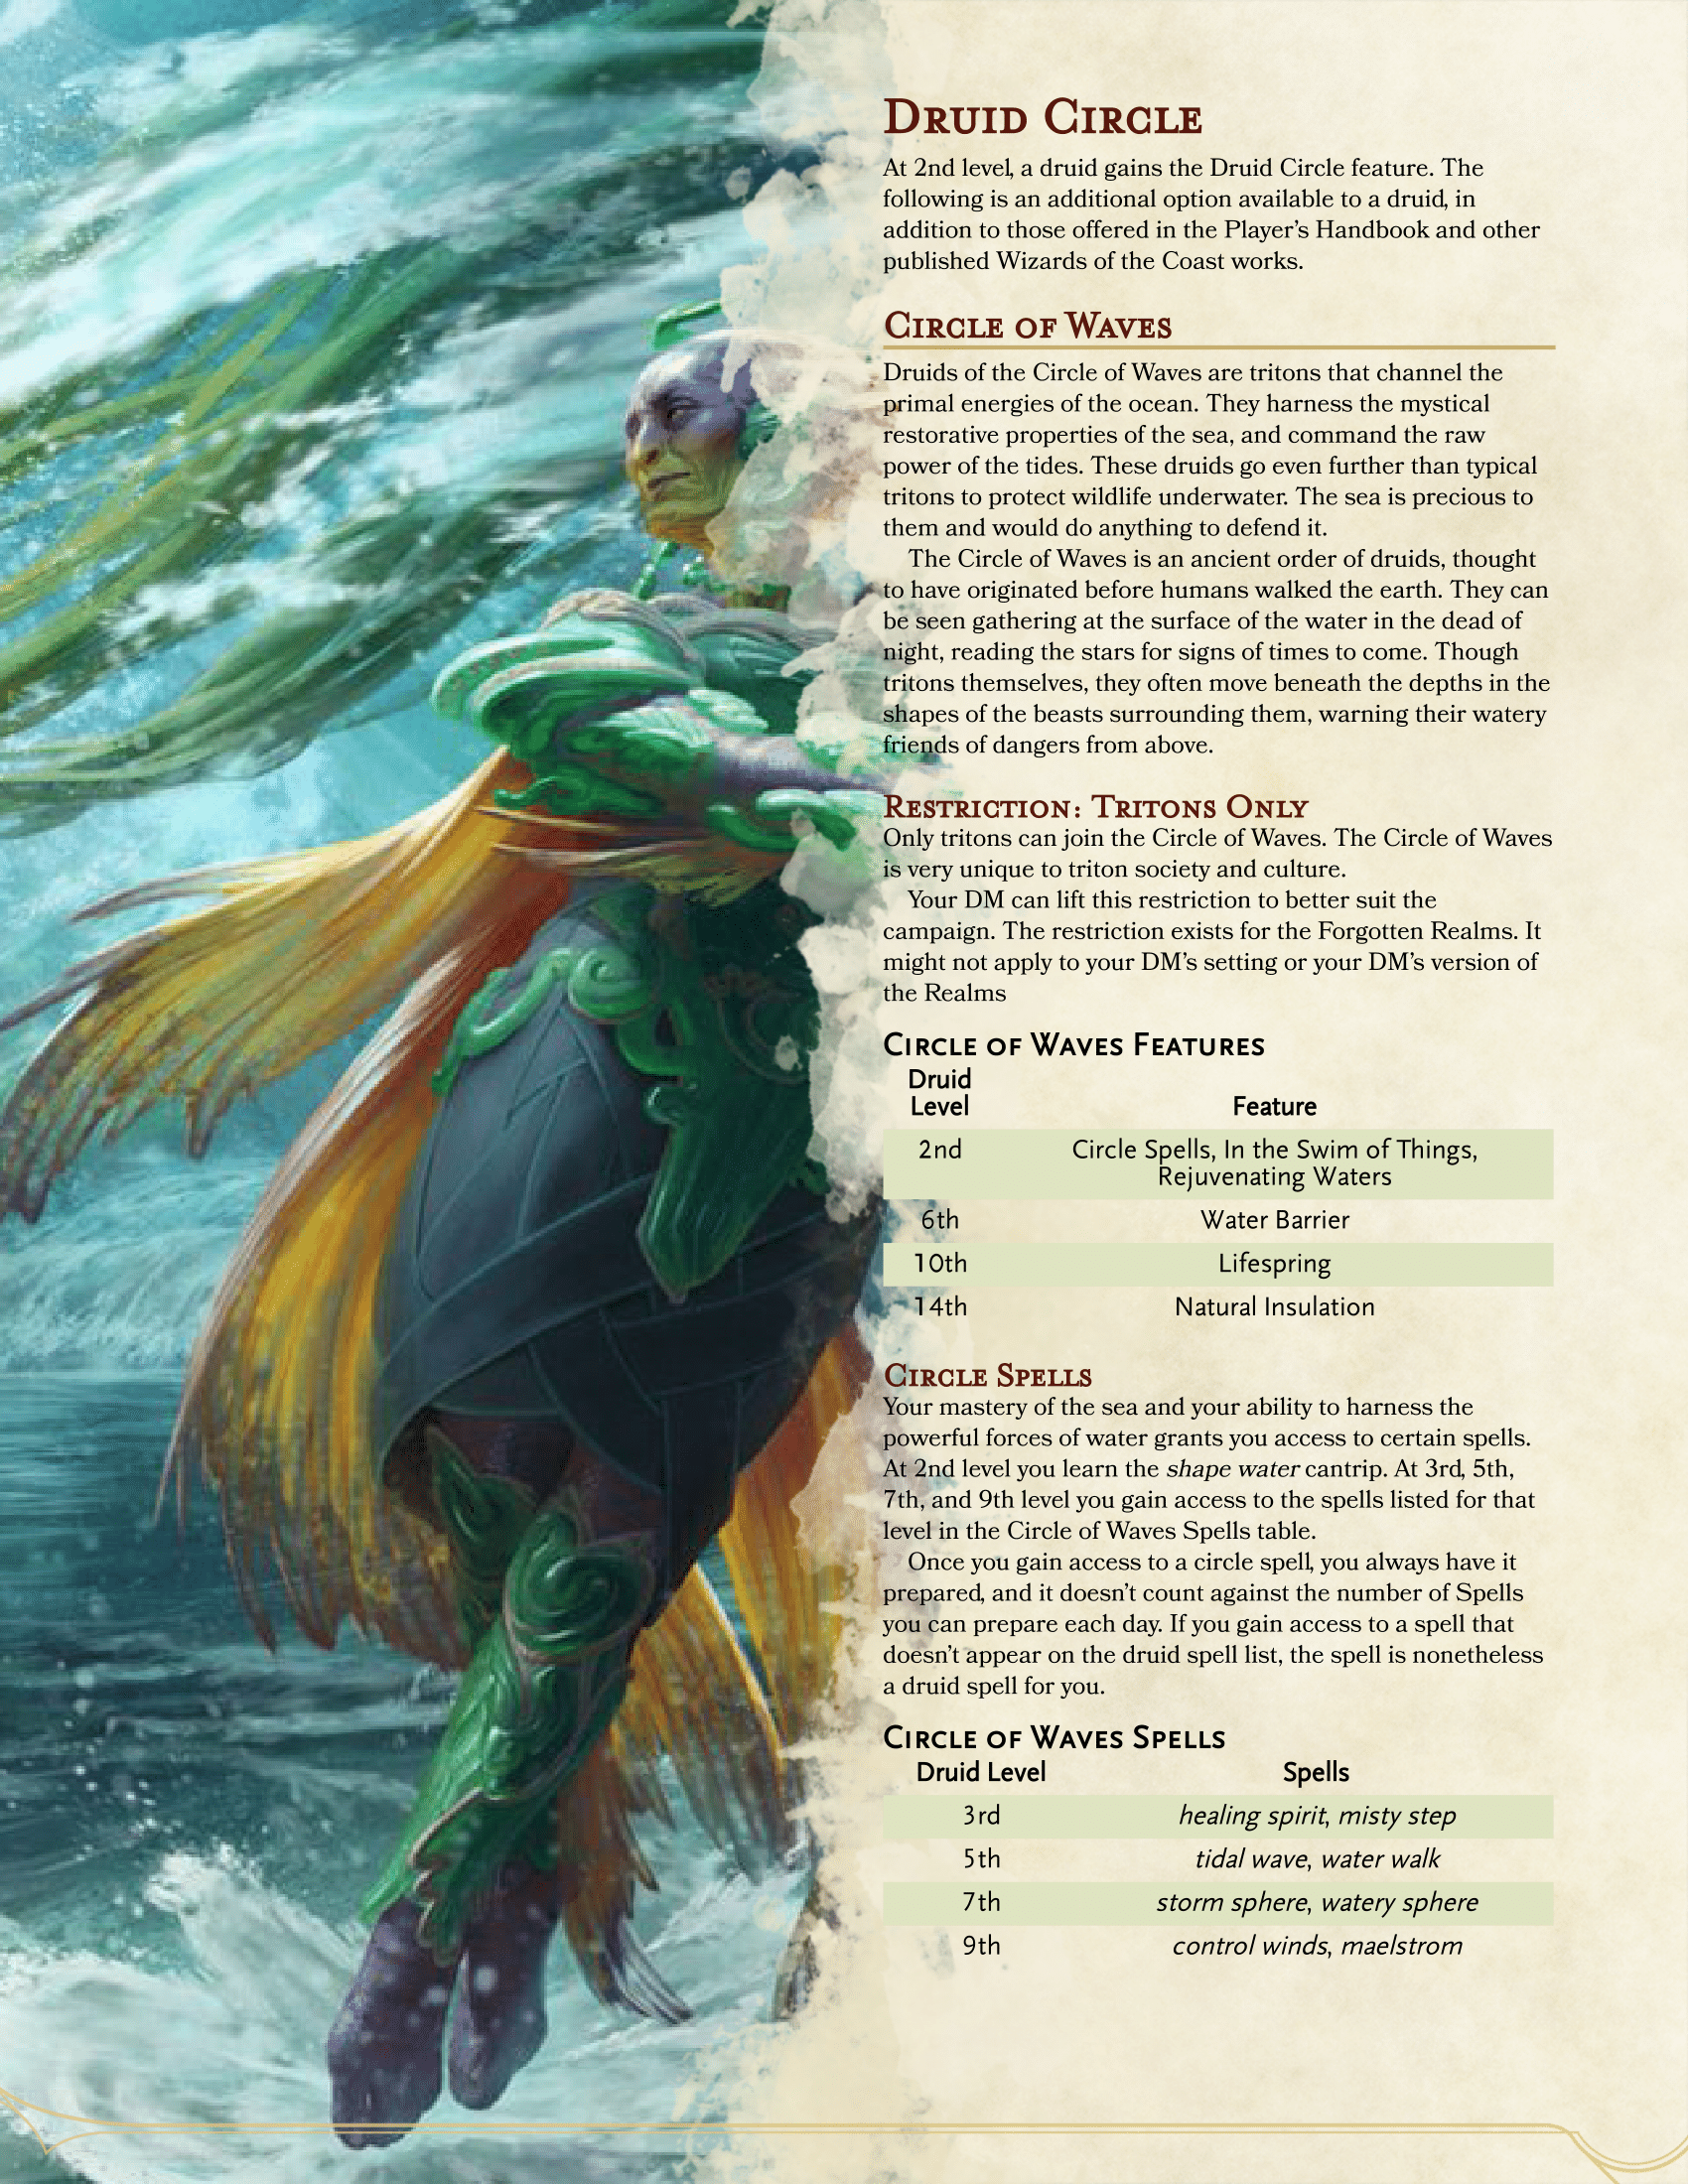 Druid Circle
At 2nd level, a druid gains the Druid Circle feature. The
following is an additional option available to a druid, in
addition to those offered in the Player's Handbook and other
published Wizards of the Coast works.
Circle of Waves
Druids of the Circle of Waves are tritons that channel the
primal energies of the ocean. They harness the mystical
restorative properties of the sea, and command the raw
power of the tides. These druids go even further than typical
tritons to protect wildlife underwater. The sea is precious to
them and would do anything to defend it.
The Circle of Waves is an ancient order of druids, thought
to have originated before humans walked the earth. They can
be seen gathering at the surface of the water in the dead of
night, reading the stars for signs of times to come. Though
tritons themselves, they often move beneath the depths in the
shapes of the beasts surrounding them, warning their watery
friends of dangers from above.
Restriction: Tritons Only
Only tritons can join the Circle of Waves. The Circle of Waves
is very unique to triton society and culture.
Your DM can lift this restriction to better suit the
campaign. The restriction exists for the Forgotten Realms. It
might not apply to your DM's setting or your DM's version of
the Realms
Circle of Waves Features
Druid
Level Feature
2nd Circle Spells, In the Swim of Things,
Rejuvenating Waters
6th Water Barrier
10th Lifespring
14th Natural Insulation
Circle Spells
Your mastery of the sea and your ability to harness the
powerful forces of water grants you access to certain spells.
At 2nd level you learn the shape water cantrip. At 3rd, 5th,
7th, and 9th level you gain access to the spells listed for that
level in the Circle of Waves Spells table.
Once you gain access to a circle spell, you always have it
prepared, and it doesn't count against the number of Spells
you can prepare each day. If you gain access to a spell that
doesn't appear on the druid spell list, the spell is nonetheless
a druid spell for you.
Circle of Waves Spells
Druid Level Spells
3rd healing spirit, misty step
5th tidal wave, water walk
7th storm sphere, watery sphere
9th control winds, maelstrom